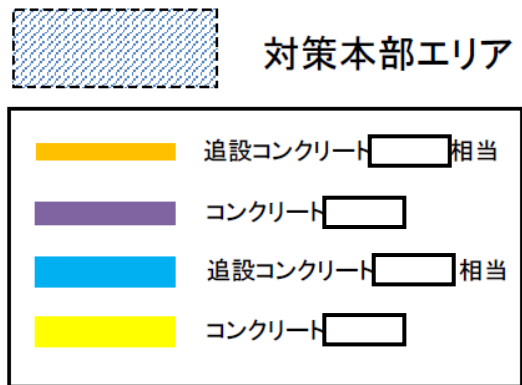 対策本部エリア
追設コンクリート 相当
コンクリート
追設コンクリート 相当
コンクリート